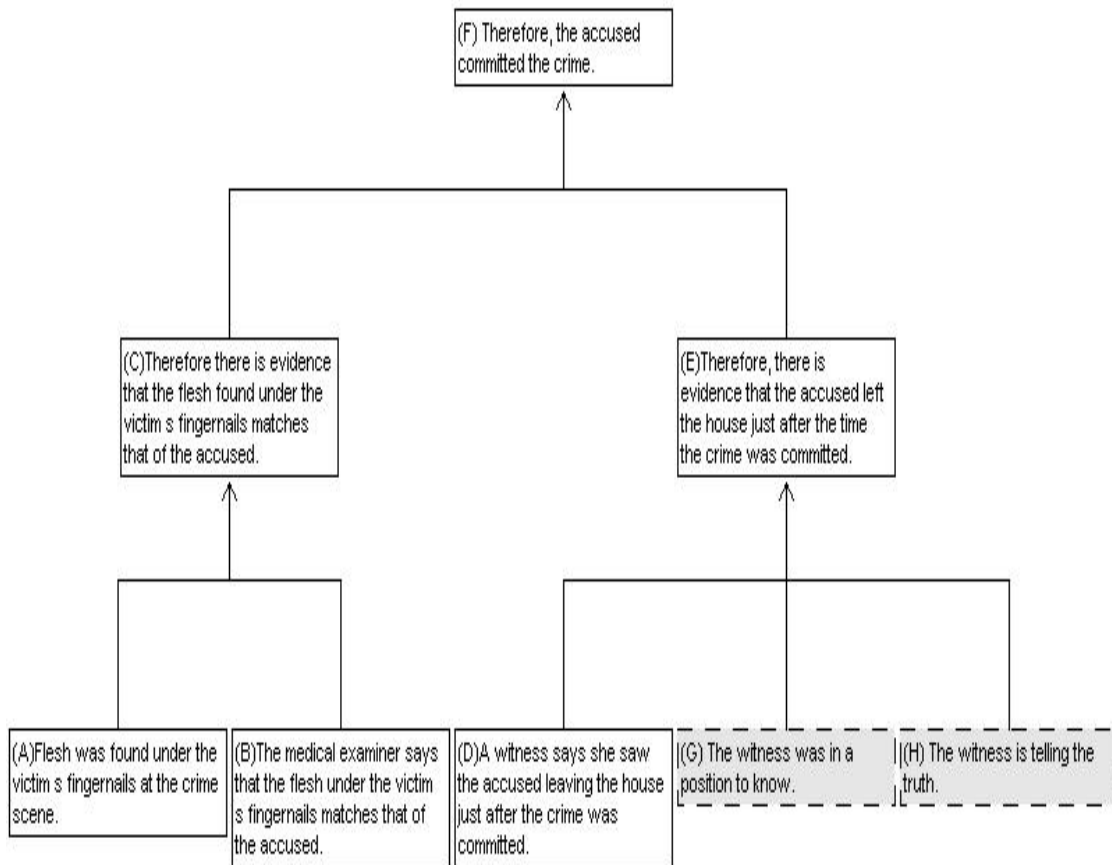 (F) Therefore, the accused
committed the crime.
(C)Therefore there is evidence
that the flesh found under the
victim s fingernails matches
that of the accused.
(E)Therefore, there is
evidence that the accused left
the house just after the time
the crime was committed.
(A)Flesh was found under the
victim s fingernails at the crime
scene.
(B)The medical examiner says
that the flesh under the victim
s fingernails matches that of
the accused.
(D)A witness says she saw
the accused leaving the house
just after the crime was
committed.
(G) The witness was in a
position to know.
(H) The witness is telling the
truth.